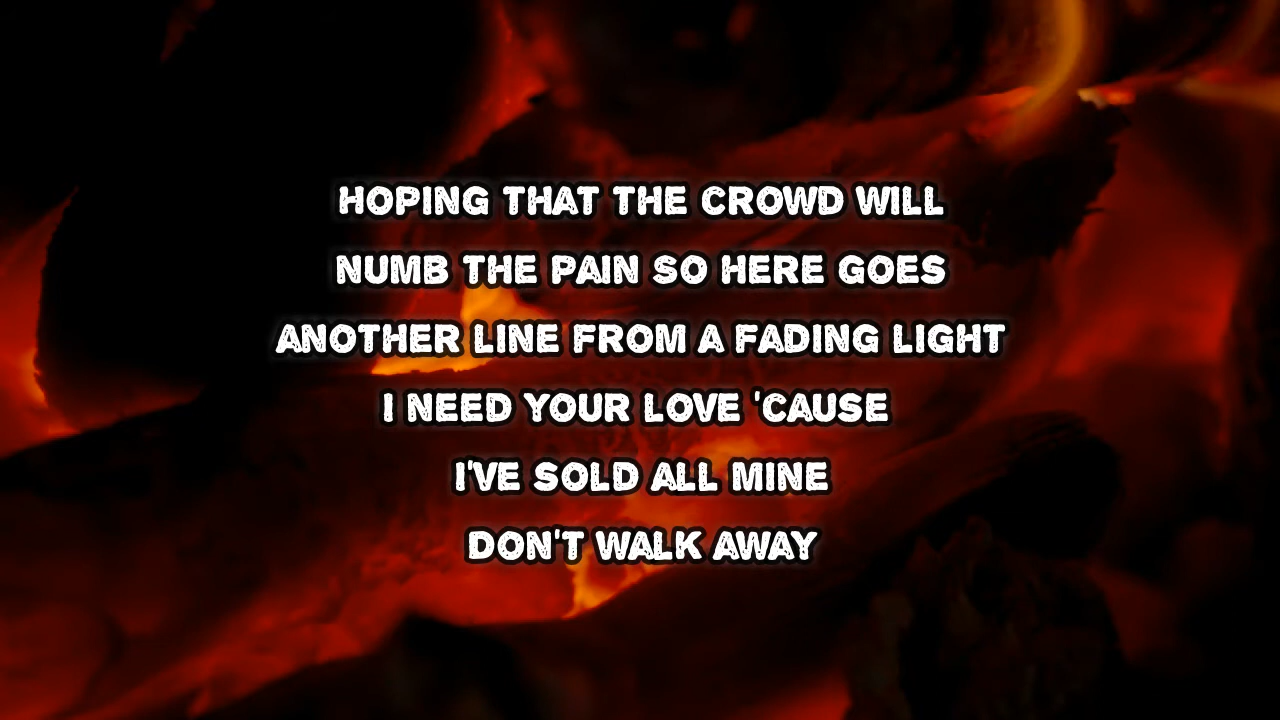 HOPING THAT THE CROWD WILL
NUMB THE PAIN SO HERE GOES
ANOTHER LINE FROM A FADING LIGHT
I NEED YOUR LOVE 'CAUSE
I'VE SOLD ALL MINE
DON'T WALK AWAY